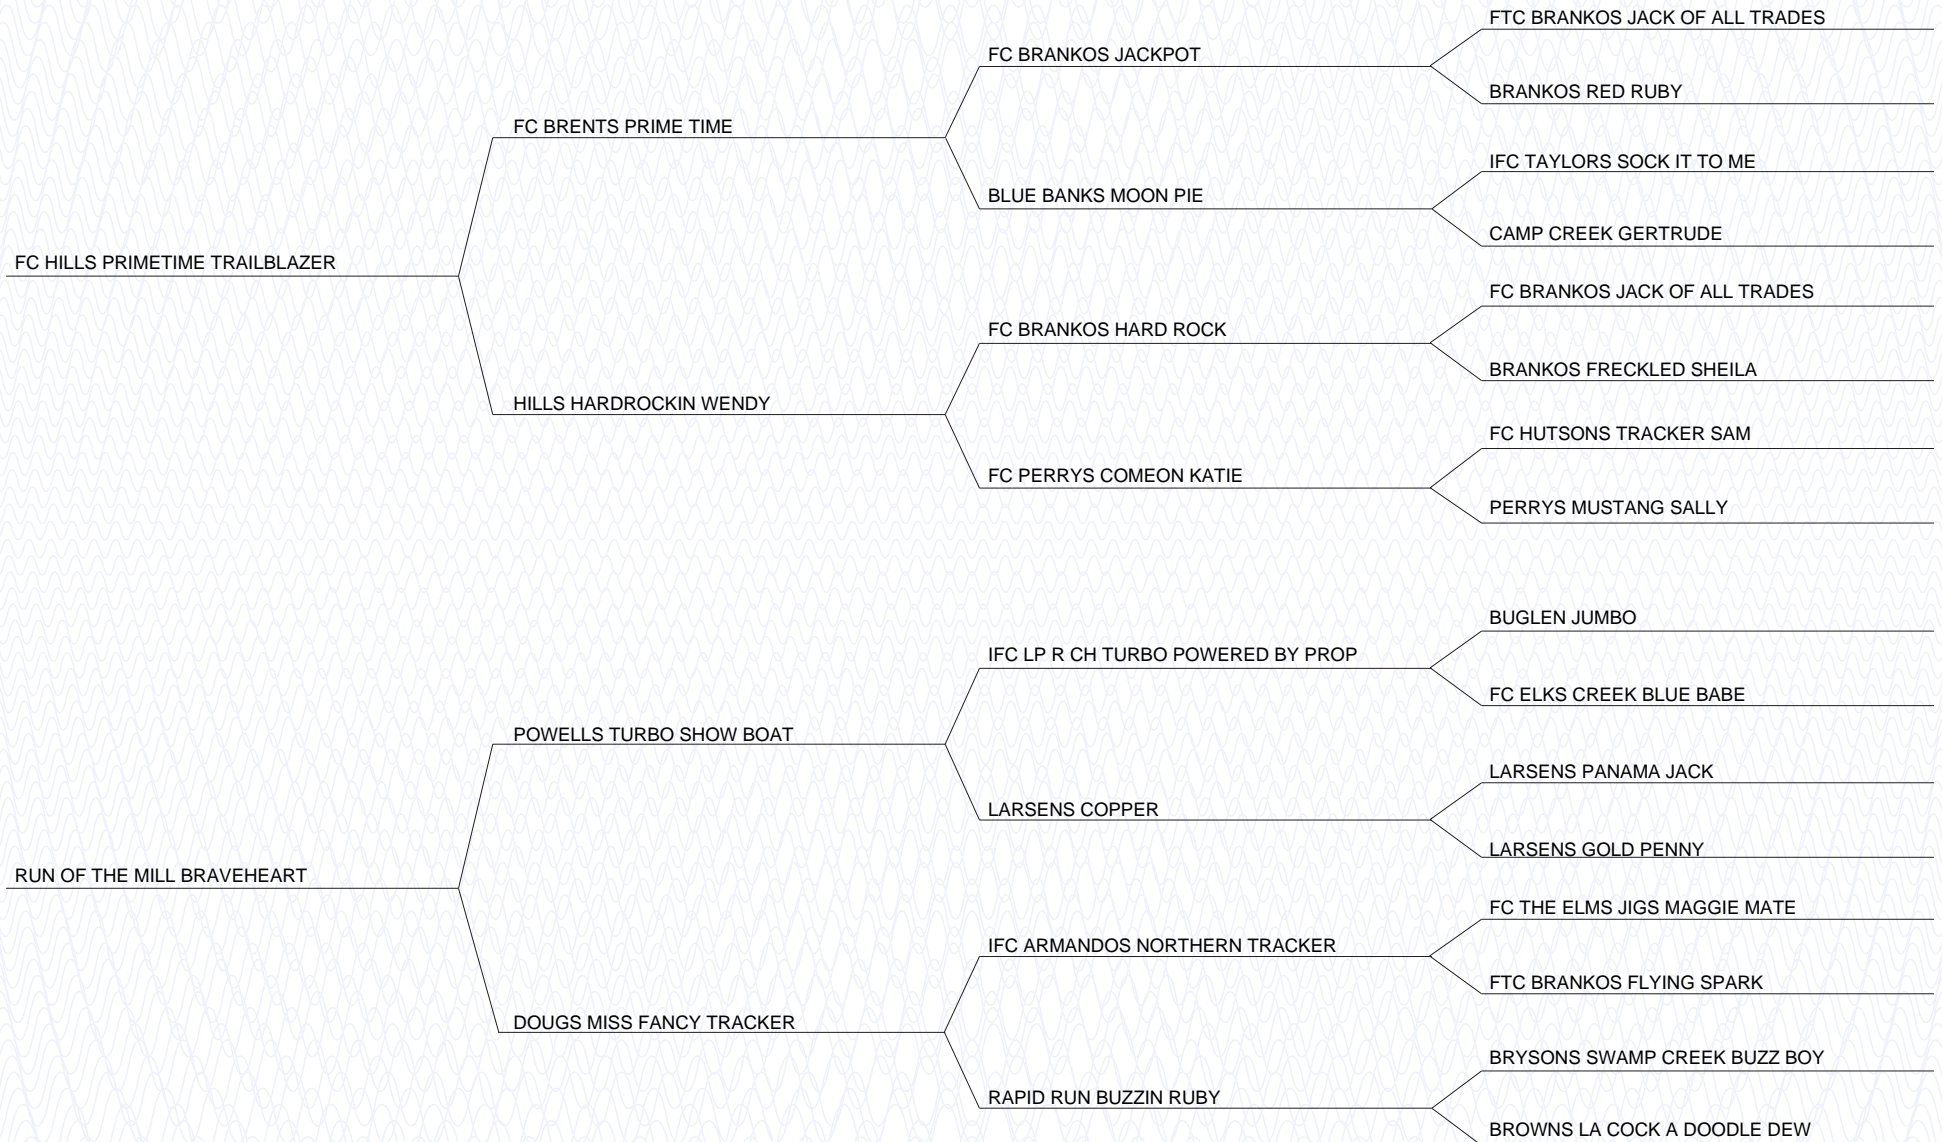 FTC BRANKOS JACK OF ALL TRADES
FC BRANKOS JACKPOT
BRANKOS RED RUBY
FC BRENTS PRIME TIME
IFC TAYLORS SOCK IT TO ME
BLUE BANKS MOON PIE
CAMP CREEK GERTRUDE
FC HILLS PRIMETIME TRAILBLAZER
FC BRANKOS JACK OF ALL TRADES
FC BRANKOS HARD ROCK
BRANKOS FRECKLED SHEILA
HILLS HARDROCKIN WENDY
FC HUTSONS TRACKER SAM
FC PERRYS COMEON KATIE
PERRYS MUSTANG SALLY
BUGLEN JUMBO
IFC LP R CH TURBO POWERED BY PROP
FC ELKS CREEK BLUE BABE
POWELLS TURBO SHOW BOAT
LARSENS PANAMA JACK
LARSENS COPPER
LARSENS GOLD PENNY
RUN OF THE MILL BRAVEHEART
FC THE ELMS JIGS MAGGIE MATE
IFC ARMANDOS NORTHERN TRACKER
FTC BRANKOS FLYING SPARK
DOUGS MISS FANCY TRACKER
BRYSONS SWAMP CREEK BUZZ BOY
RAPID RUN BUZZIN RUBY
BROWNS LA COCK A DOODLE DEW